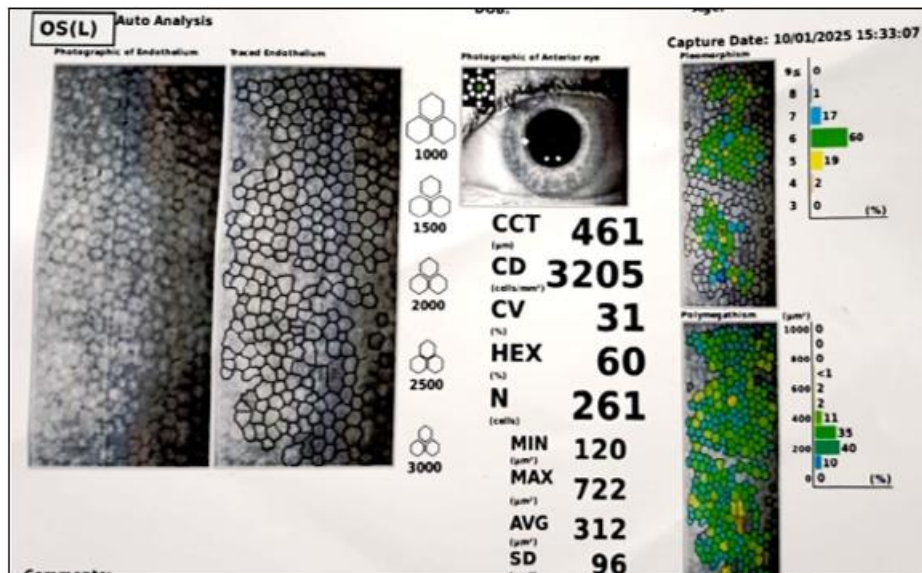 OS(L) Auto Analysis
DOB:
Age:
Capture Date: 10/01/2025 15:33:07
Photographic of Endothelium
Traced Endothelium
Photographic of Anterior eye
Pleomorphism
1000
1500
2000
2500
3000
CCT (μm) 461
CD (cells/mm²) 3205
CV (%) 31
HEX (%) 60
N (cells) 261
MIN (μm²) 120
MAX (μm²) 722
AVG (μm²) 312
SD 96
9≤ 0
8 1
7 17
6 60
5 19
4 2
3 0
(%)
Polymegathism (μm²)
1000 0
0
800 0
<1
600 2
2
400 11
35
200 40
10
0 0
(%)
Comments: